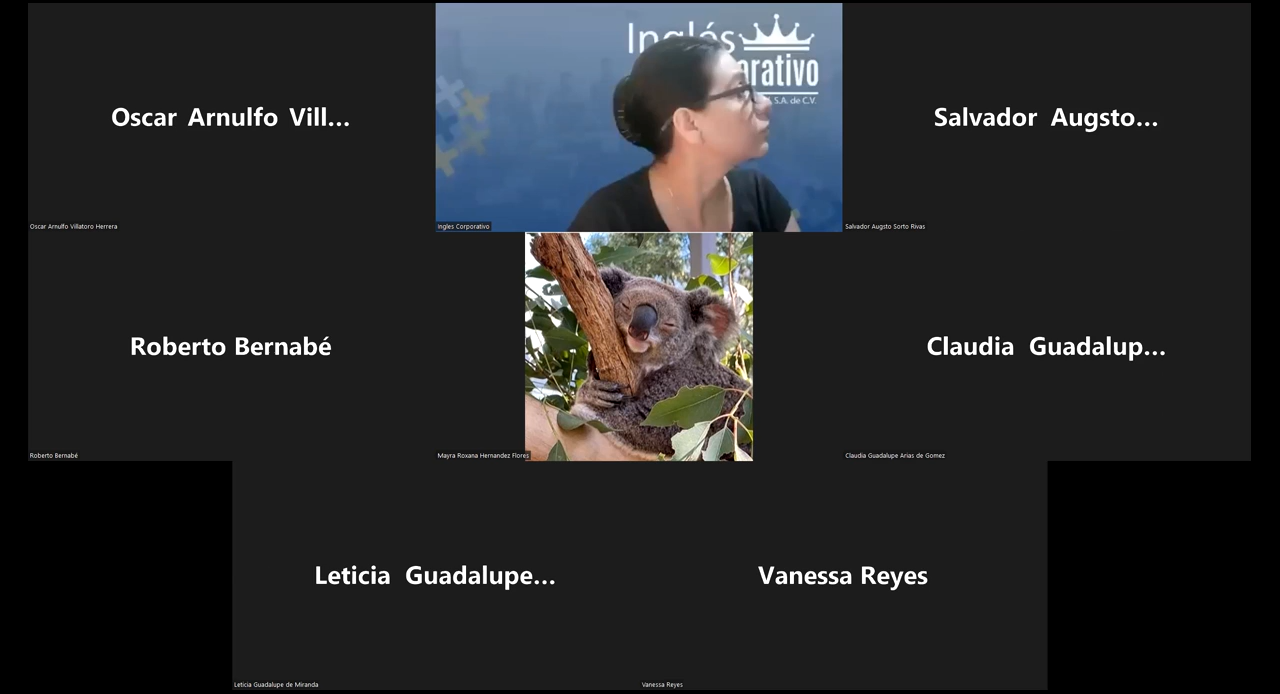 Oscar Arnulfo Vill...
Oscar Arnulfo Villatoro Herrera
Inglés
rativo
S.A. de C.V.
Ingles Corporativo
Salvador Augsto...
Salvador Augsto Sorto Rivas
Roberto Bernabé
Roberto Bernabé
Mayra Roxana Hernandez Flores
Claudia Guadalup...
Claudia Guadalupe Arias de Gomez
Leticia Guadalupe...
Leticia Guadalupe de Miranda
Vanessa Reyes
Vanessa Reyes